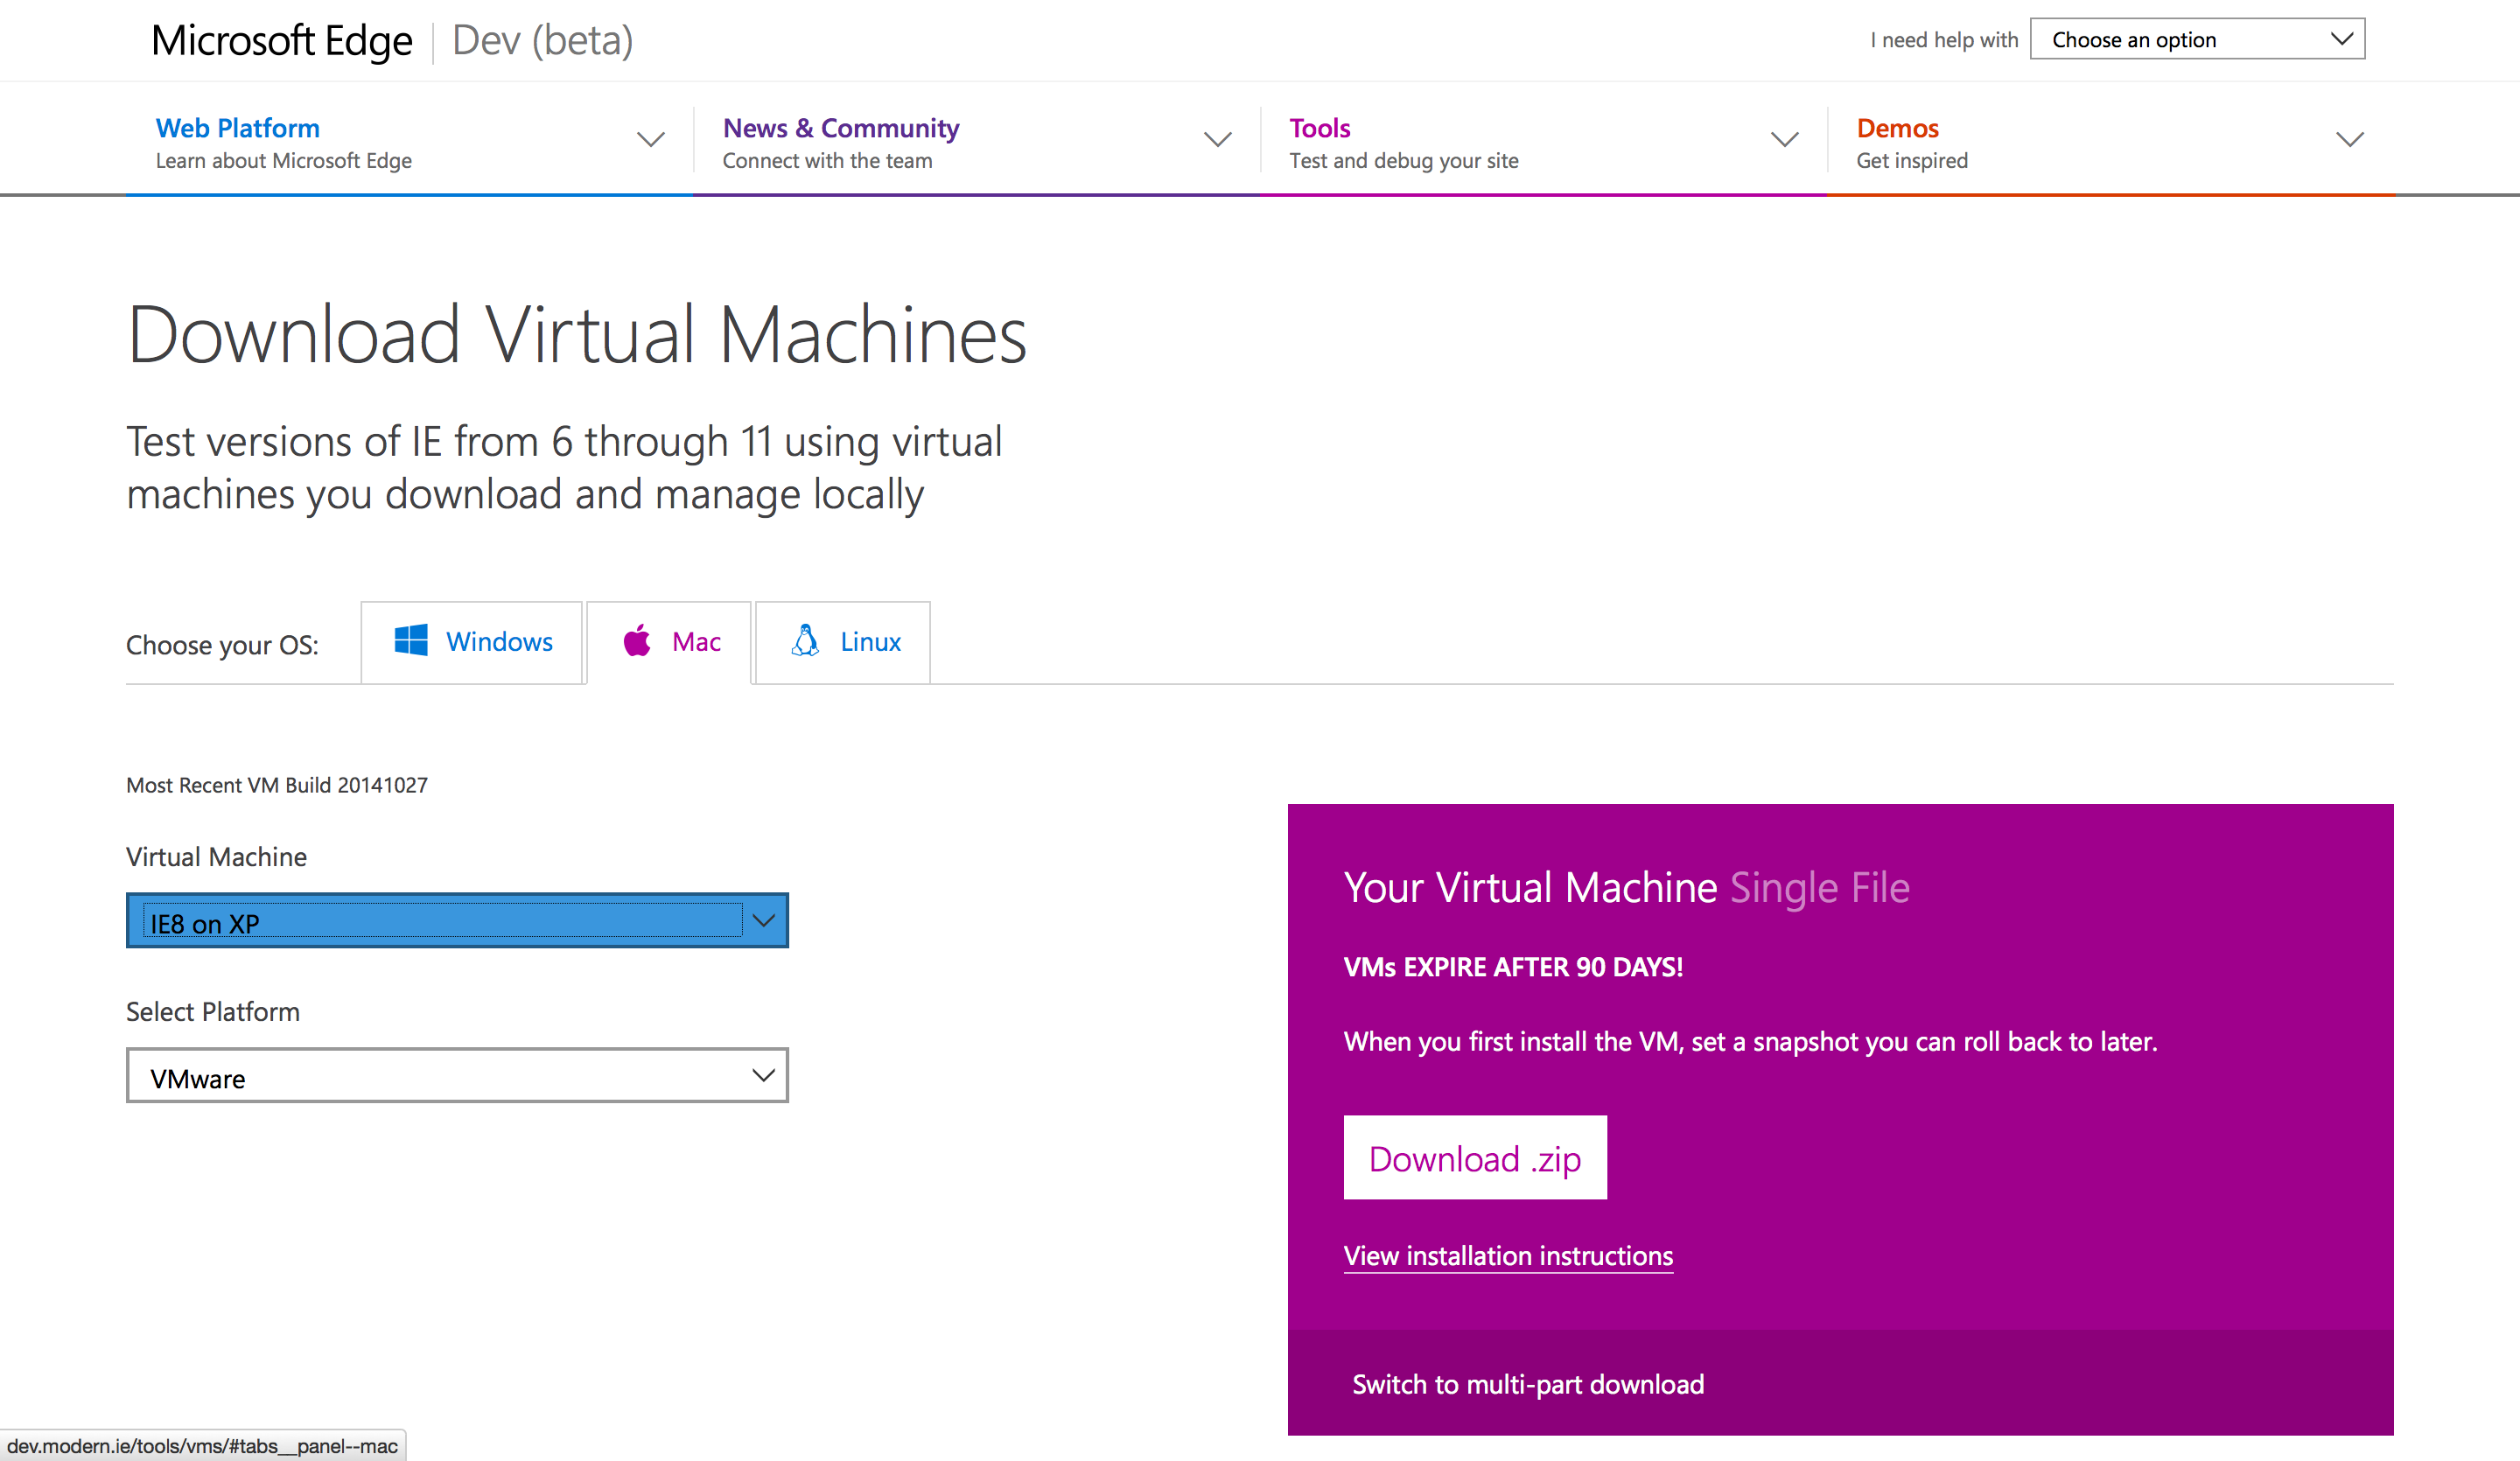 Microsoft Edge Dev (beta)
I need help with Choose an option
Web Platform
Learn about Microsoft Edge
News & Community
Connect with the team
Tools
Test and debug your site
Demos
Get inspired
Download Virtual Machines
Test versions of IE from 6 through 11 using virtual
machines you download and manage locally
Choose your OS: Windows Mac Linux
Most Recent VM Build 20141027
Virtual Machine
IE8 on XP
Select Platform
VMware
Your Virtual Machine Single File
VMs EXPIRE AFTER 90 DAYS!
When you first install the VM, set a snapshot you can roll back to later.
Download .zip
View installation instructions
Switch to multi-part download
dev.modern.ie/tools/vms/#tabs__panel--mac